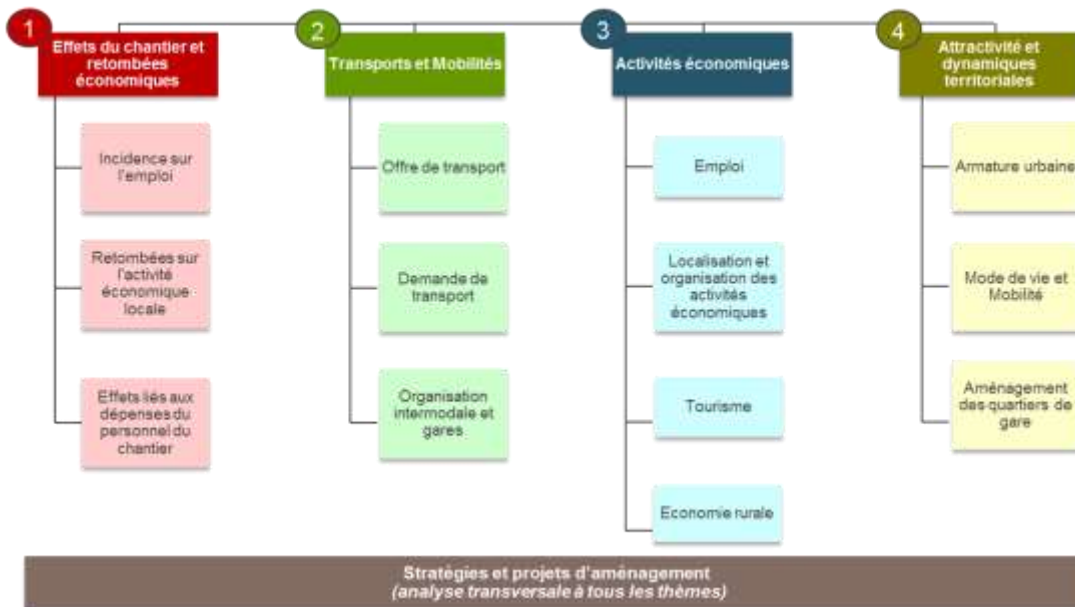 1
Effets du chantier et
retombées
économiques
Incidence sur
l'emploi
Retombées sur
l'activité
économique
locale
Effets liés aux
dépenses du
personnel du
chantier
2
Transports et Mobilités
Offre de transport
Demande de
transport
Organisation
intermodale et
gares
3
Activités économiques
Emploi
Localisation et
organisation des
activités
économiques
Tourisme
Economie rurale
4
Attractivité et
dynamiques
territoriales
Armature urbaine
Mode de vie et
Mobilité
Aménagement
des quartiers de
gare
Stratégies et projets d'aménagement
(analyse transversale à tous les thèmes)